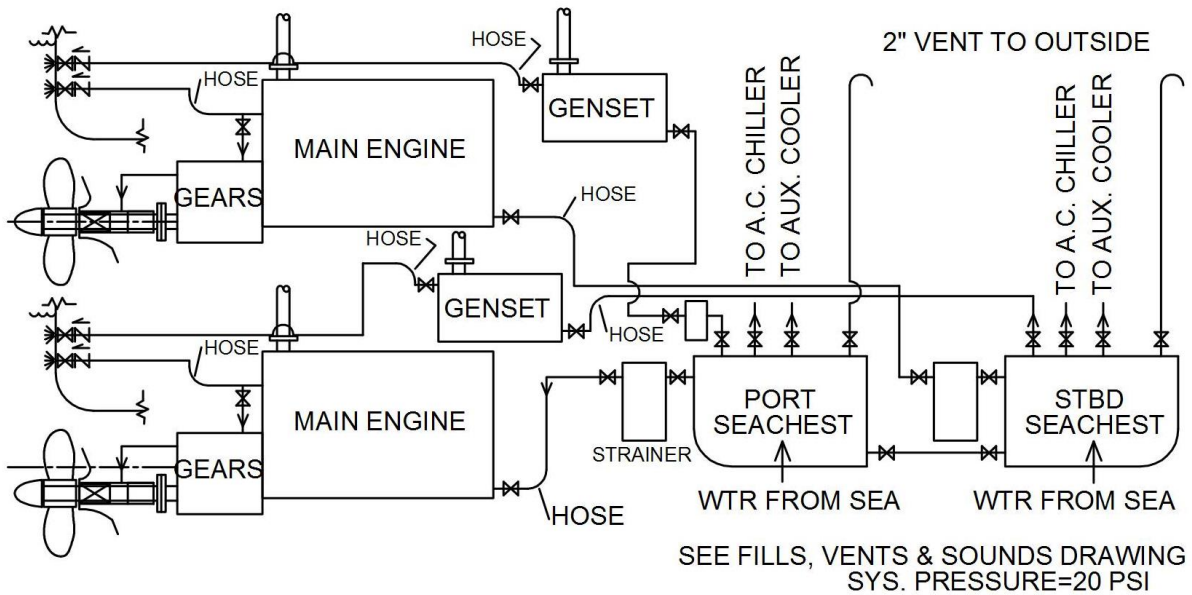 HOSE
2" VENT TO OUTSIDE
HOSE
GENSET
MAIN ENGINE
TO A.C. CHILLER
TO AUX. COOLER
TO A.C. CHILLER
TO AUX. COOLER
GEARS
HOSE
HOSE
GENSET
HOSE
HOSE
MAIN ENGINE
PORT
SEACHEST
STBD
SEACHEST
STRAINER
GEARS
WTR FROM SEA
WTR FROM SEA
HOSE
SEE FILLS, VENTS & SOUNDS DRAWING
SYS. PRESSURE=20 PSI